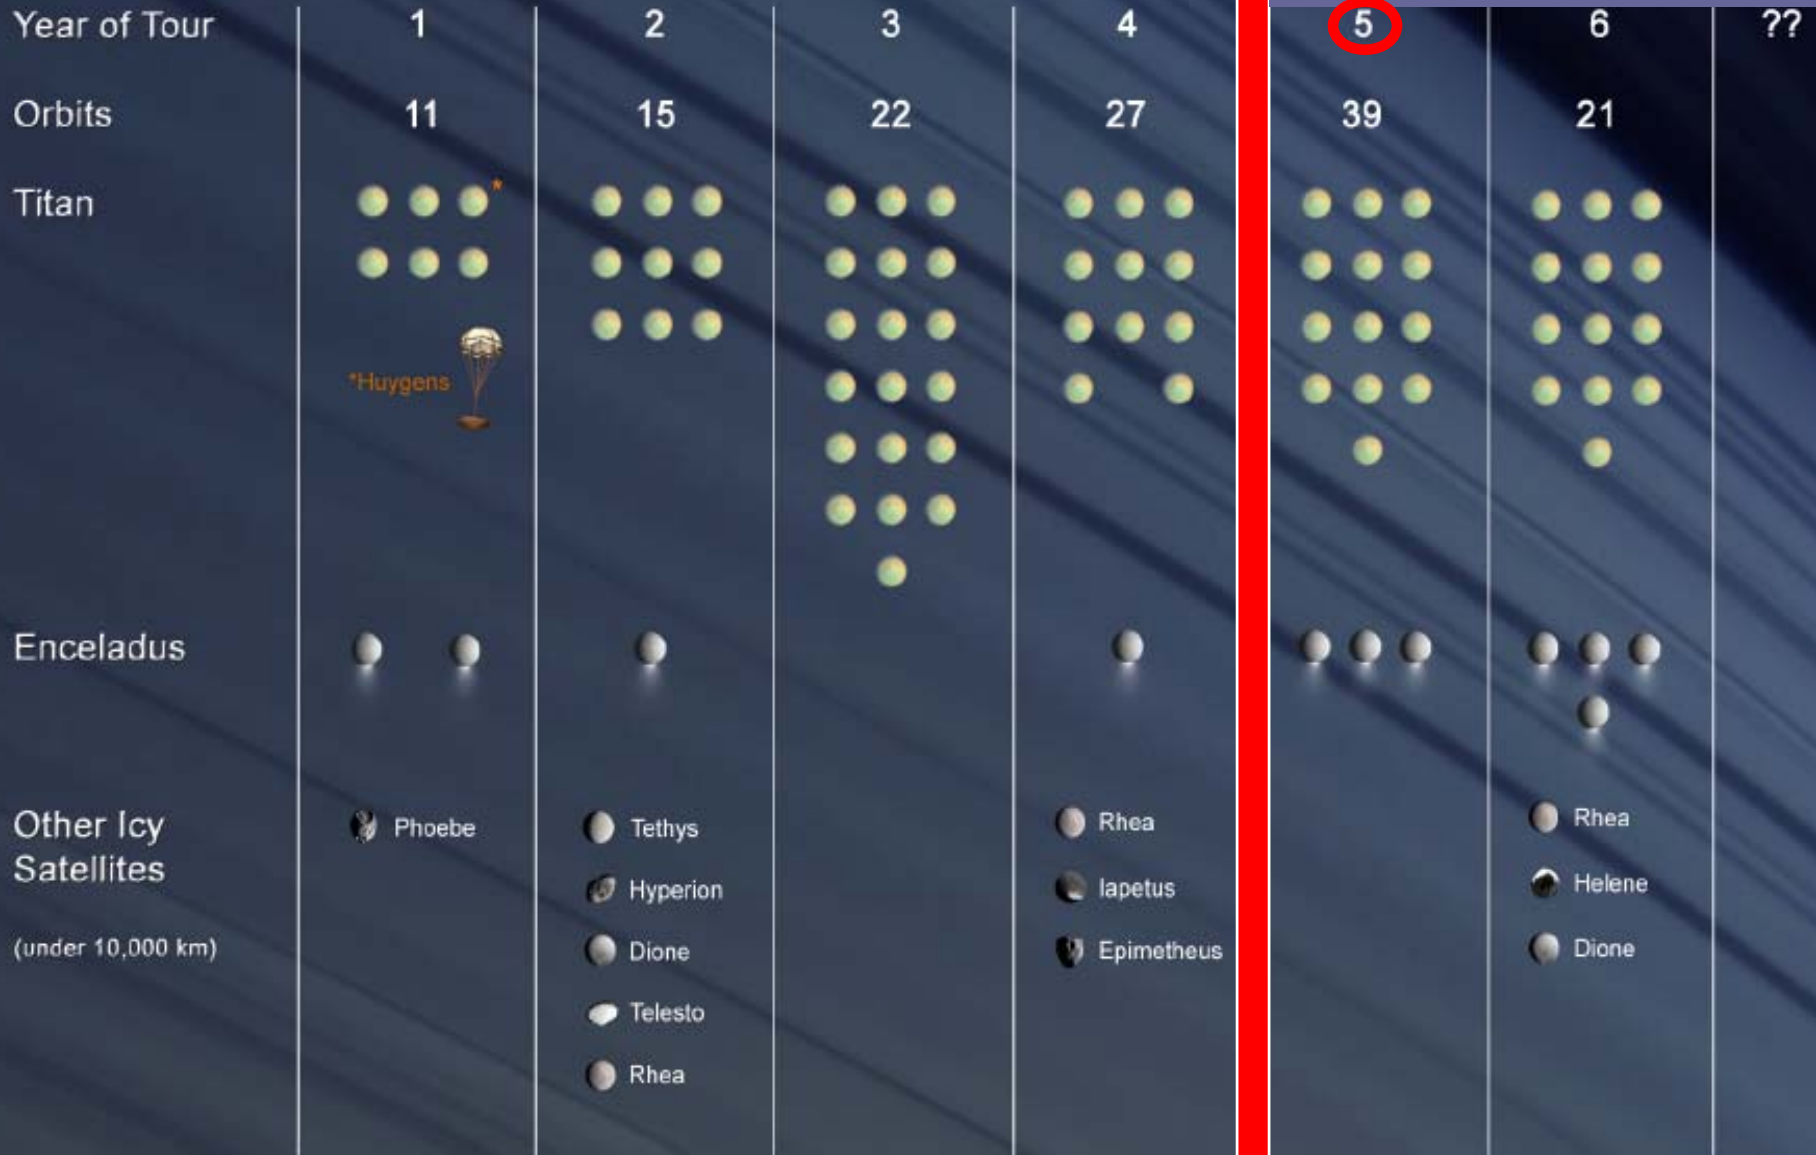 Year of Tour 1 2 3 4 5 6 ??
Orbits 11 15 22 27 39 21
Titan *
*Huygens
Enceladus
Other Icy
Satellites
(under 10,000 km)
Phoebe
Tethys
Hyperion
Dione
Telesto
Rhea
Rhea
Iapetus
Epimetheus
Rhea
Helene
Dione